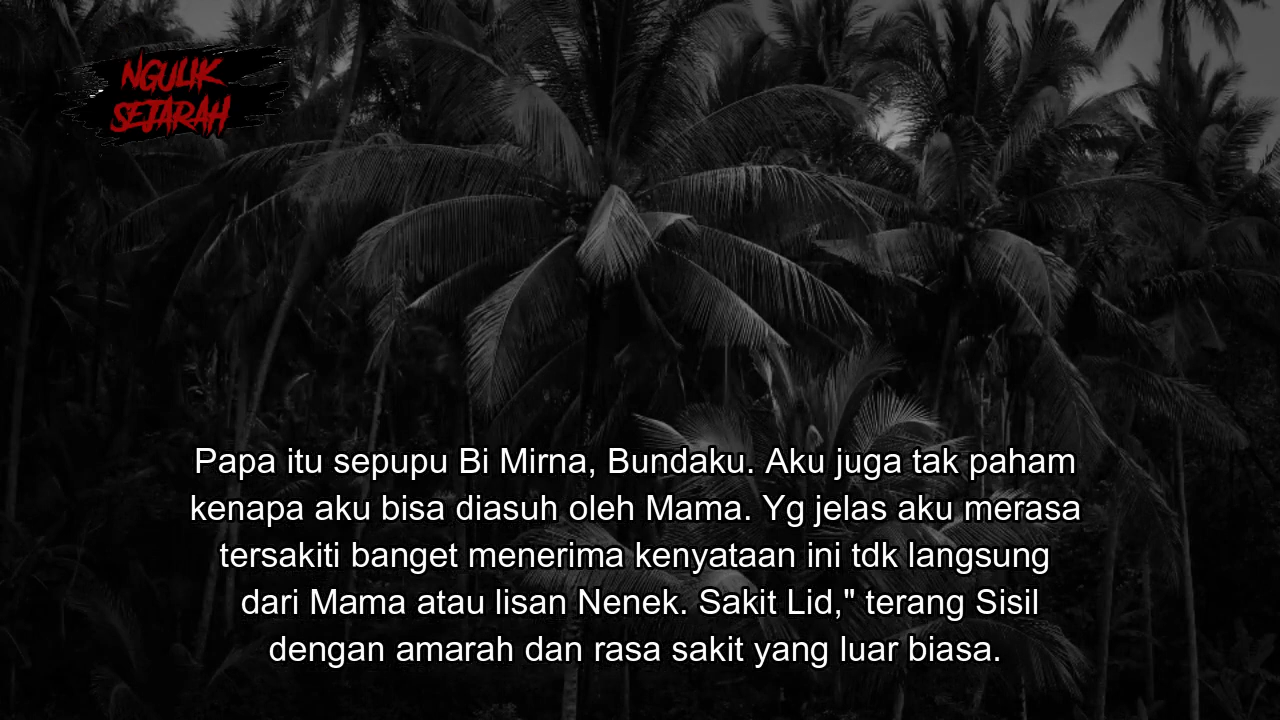 NGULIK
SEJARAH
Papa itu sepupu Bi Mirna, Bundaku. Aku juga tak paham
kenapa aku bisa diasuh oleh Mama. Yg jelas aku merasa
tersakiti banget menerima kenyataan ini tdk langsung
dari Mama atau lisan Nenek. Sakit Lid," terang Sisil
dengan amarah dan rasa sakit yang luar biasa.